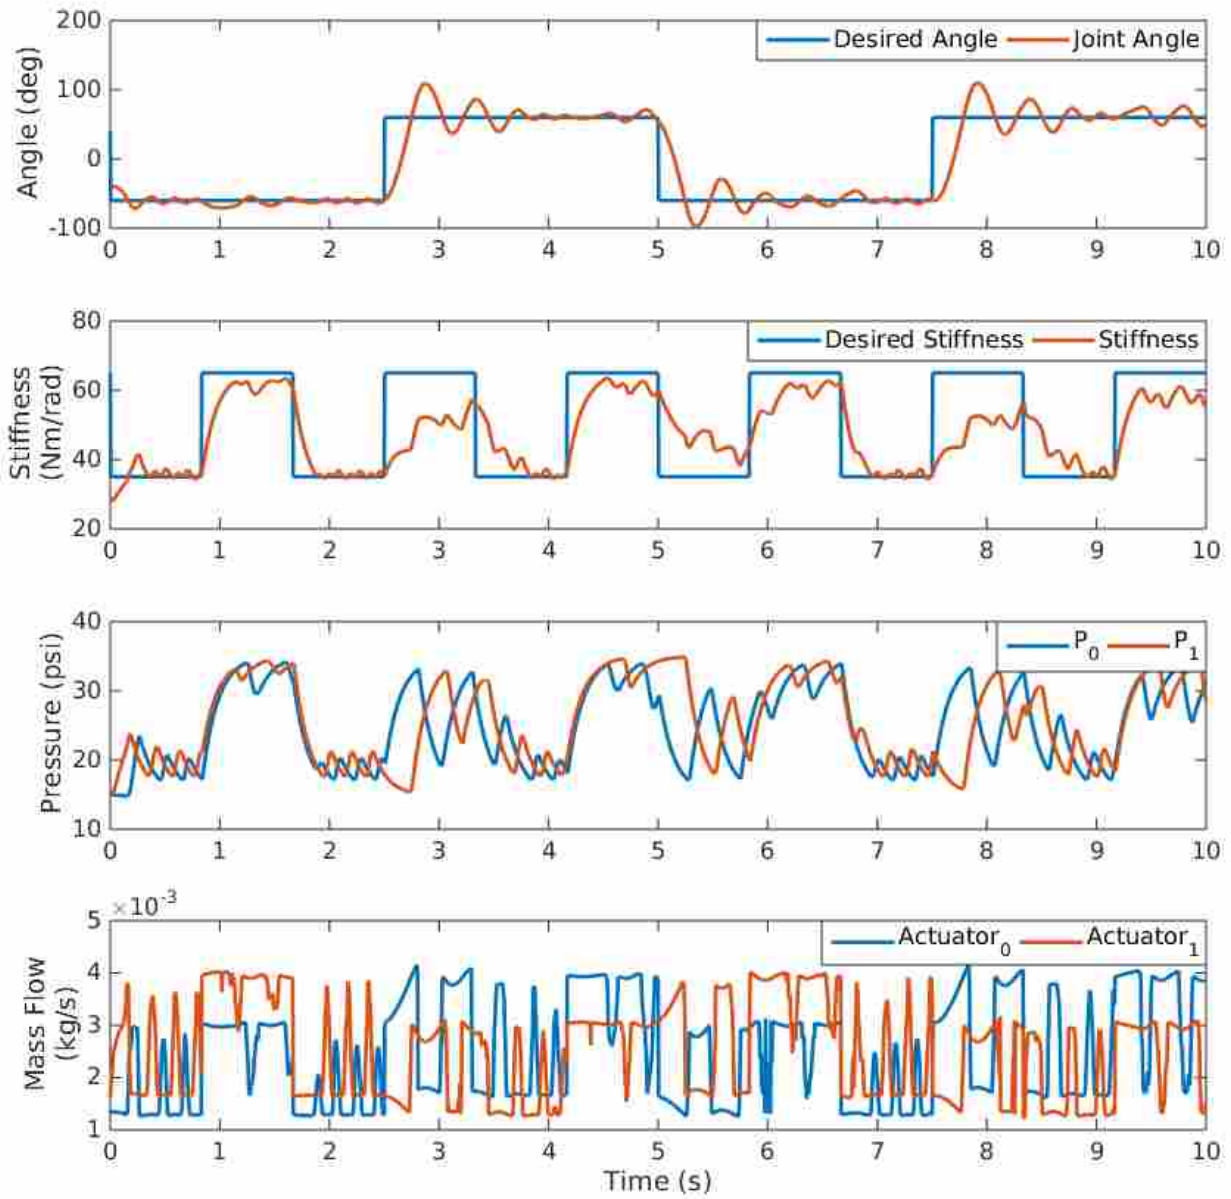 200
100
0
-100
Angle (deg)
Desired Angle Joint Angle
0 1 2 3 4 5 6 7 8 9 10
80
60
40
20
Stiffness
(Nm/rad)
Desired Stiffness Stiffness
0 1 2 3 4 5 6 7 8 9 10
40
30
20
10
Pressure (psi)
P0 P1
0 1 2 3 4 5 6 7 8 9 10
×10-3
5
4
3
2
1
Mass Flow
(kg/s)
Actuator0 Actuator1
0 1 2 3 4 5 6 7 8 9 10
Time (s)